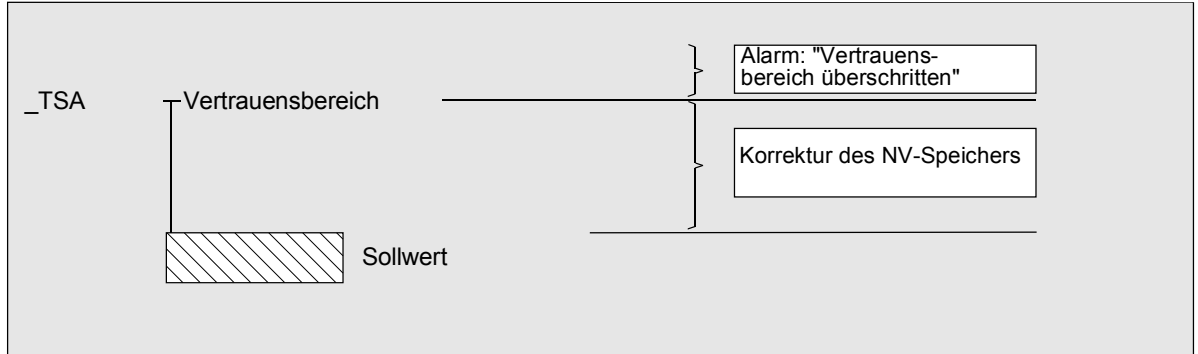 Alarm: "Vertrauens-
bereich überschritten"
_TSA
Vertrauensbereich
Korrektur des NV-Speichers
Sollwert